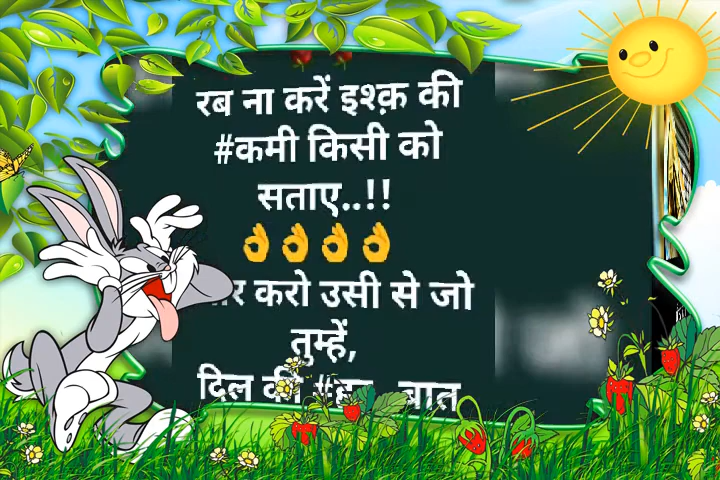 रब ना करें इश्क़ की
#कमी किसी को
सताए..!!
👌👌👌👌
करो उसी से जो
तुम्हें,
दिल की बात